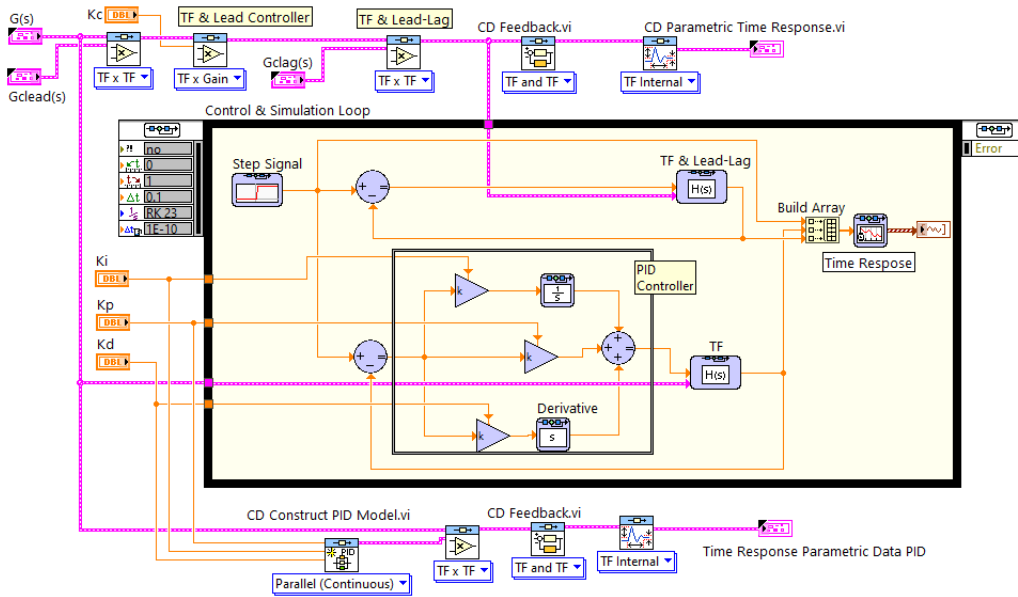 G(s)
Kc
DBL
TF & Lead Controller
TF & Lead-Lag
CD Feedback.vi
CD Parametric Time Response.vi
Gclead(s)
TF x TF
TF x Gain
Gclag(s)
TF x TF
TF and TF
TF Internal
Control & Simulation Loop
Error
?!
no
0
1
Δt
0.1
1/s
RK 23
Δt
1E-10
Step Signal
+
−
=
TF & Lead-Lag
H(s)
Build Array
Time Respose
Ki
DBL
Kp
DBL
Kd
DBL
PID
Controller
k
1/s
+
−
=
k
+
+
+
=
TF
H(s)
Derivative
k
s
CD Construct PID Model.vi
CD Feedback.vi
PID
Parallel (Continuous)
TF x TF
TF and TF
TF Internal
Time Response Parametric Data PID